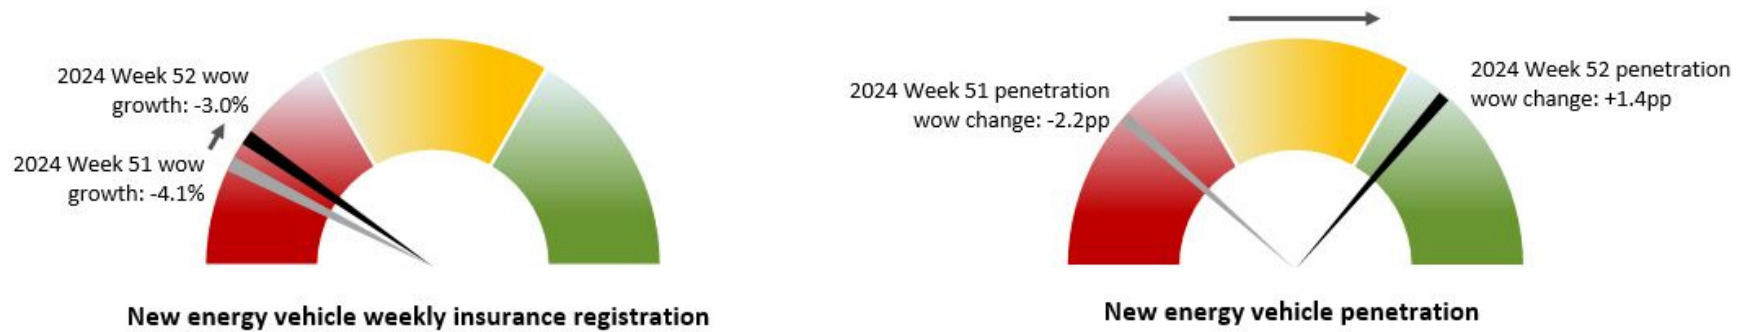 2024 Week 52 wow
growth: -3.0%
2024 Week 51 wow
growth: -4.1%
New energy vehicle weekly insurance registration
2024 Week 51 penetration
wow change: -2.2pp
2024 Week 52 penetration
wow change: +1.4pp
New energy vehicle penetration